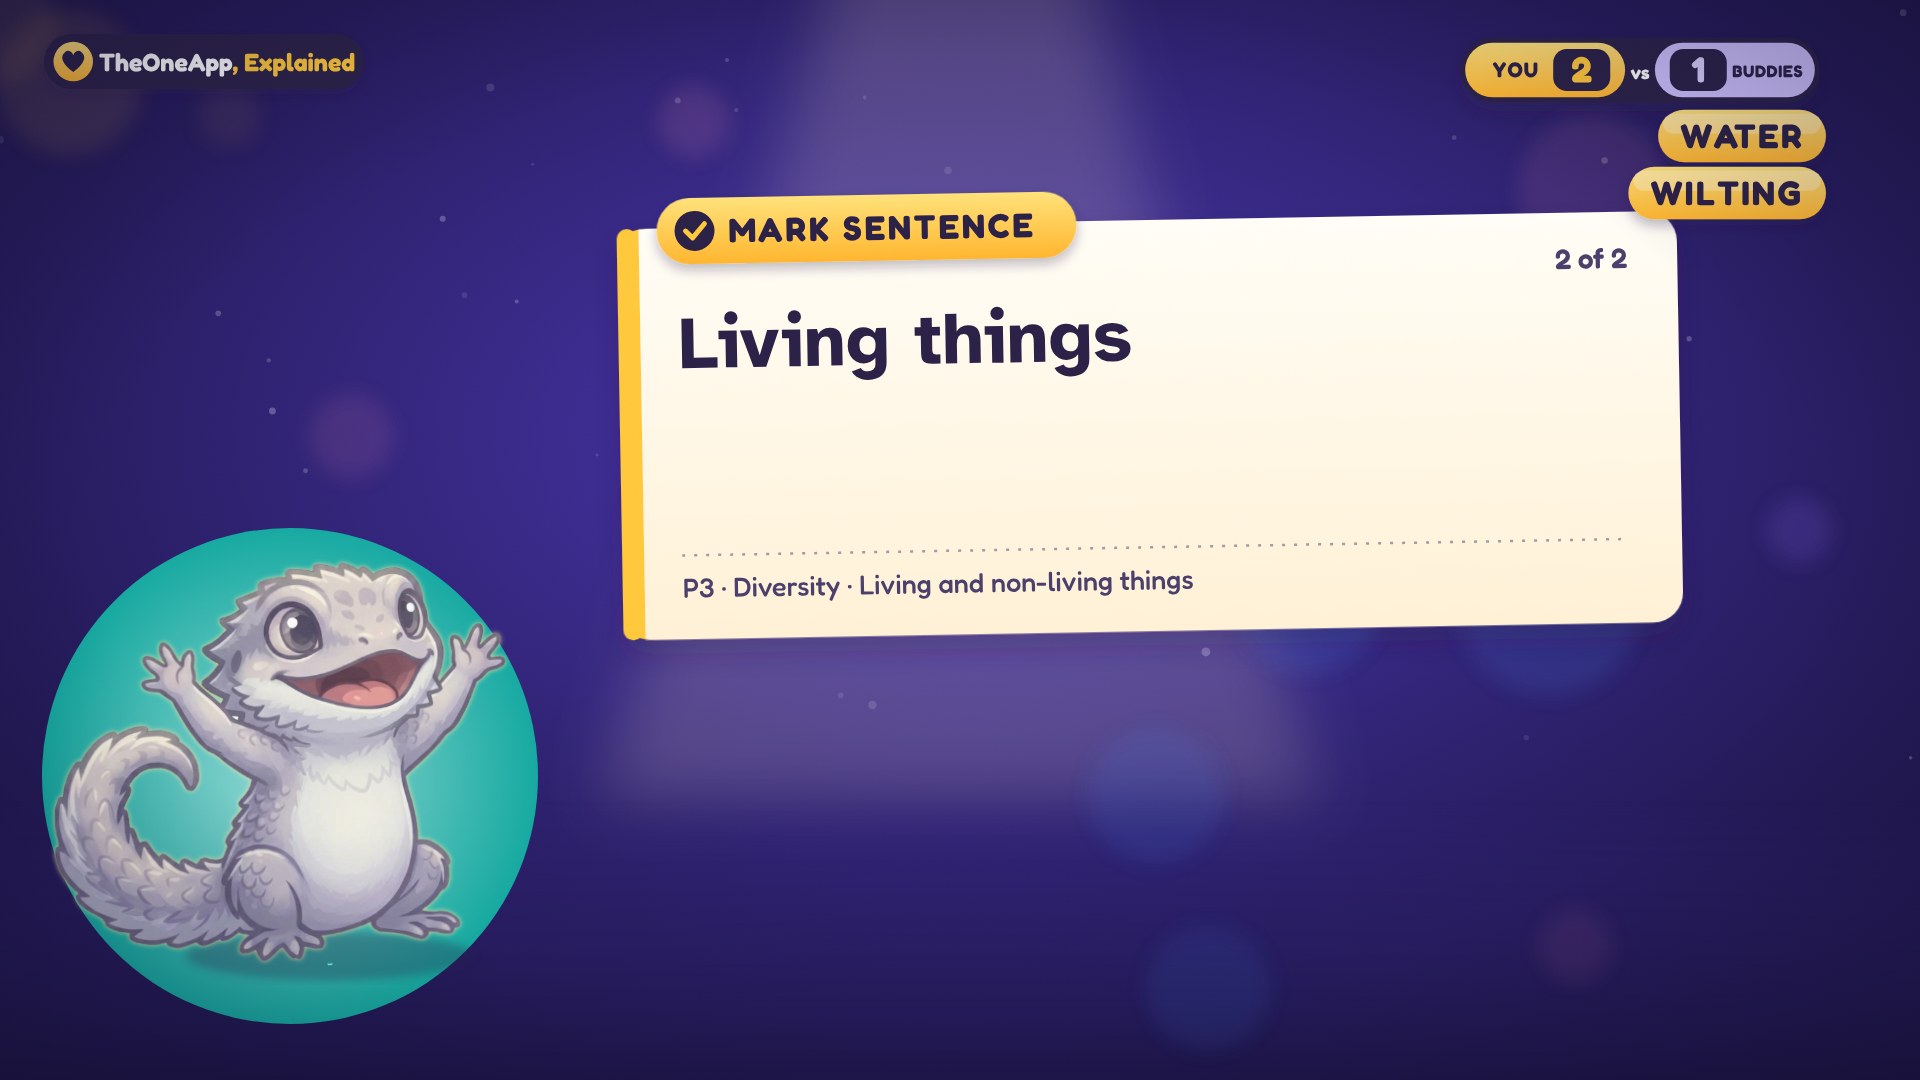 TheOneApp, Explained
YOU 2 vs 1 BUDDIES
WATER
WILTING
MARK SENTENCE
2 of 2
Living things
P3 · Diversity · Living and non-living things